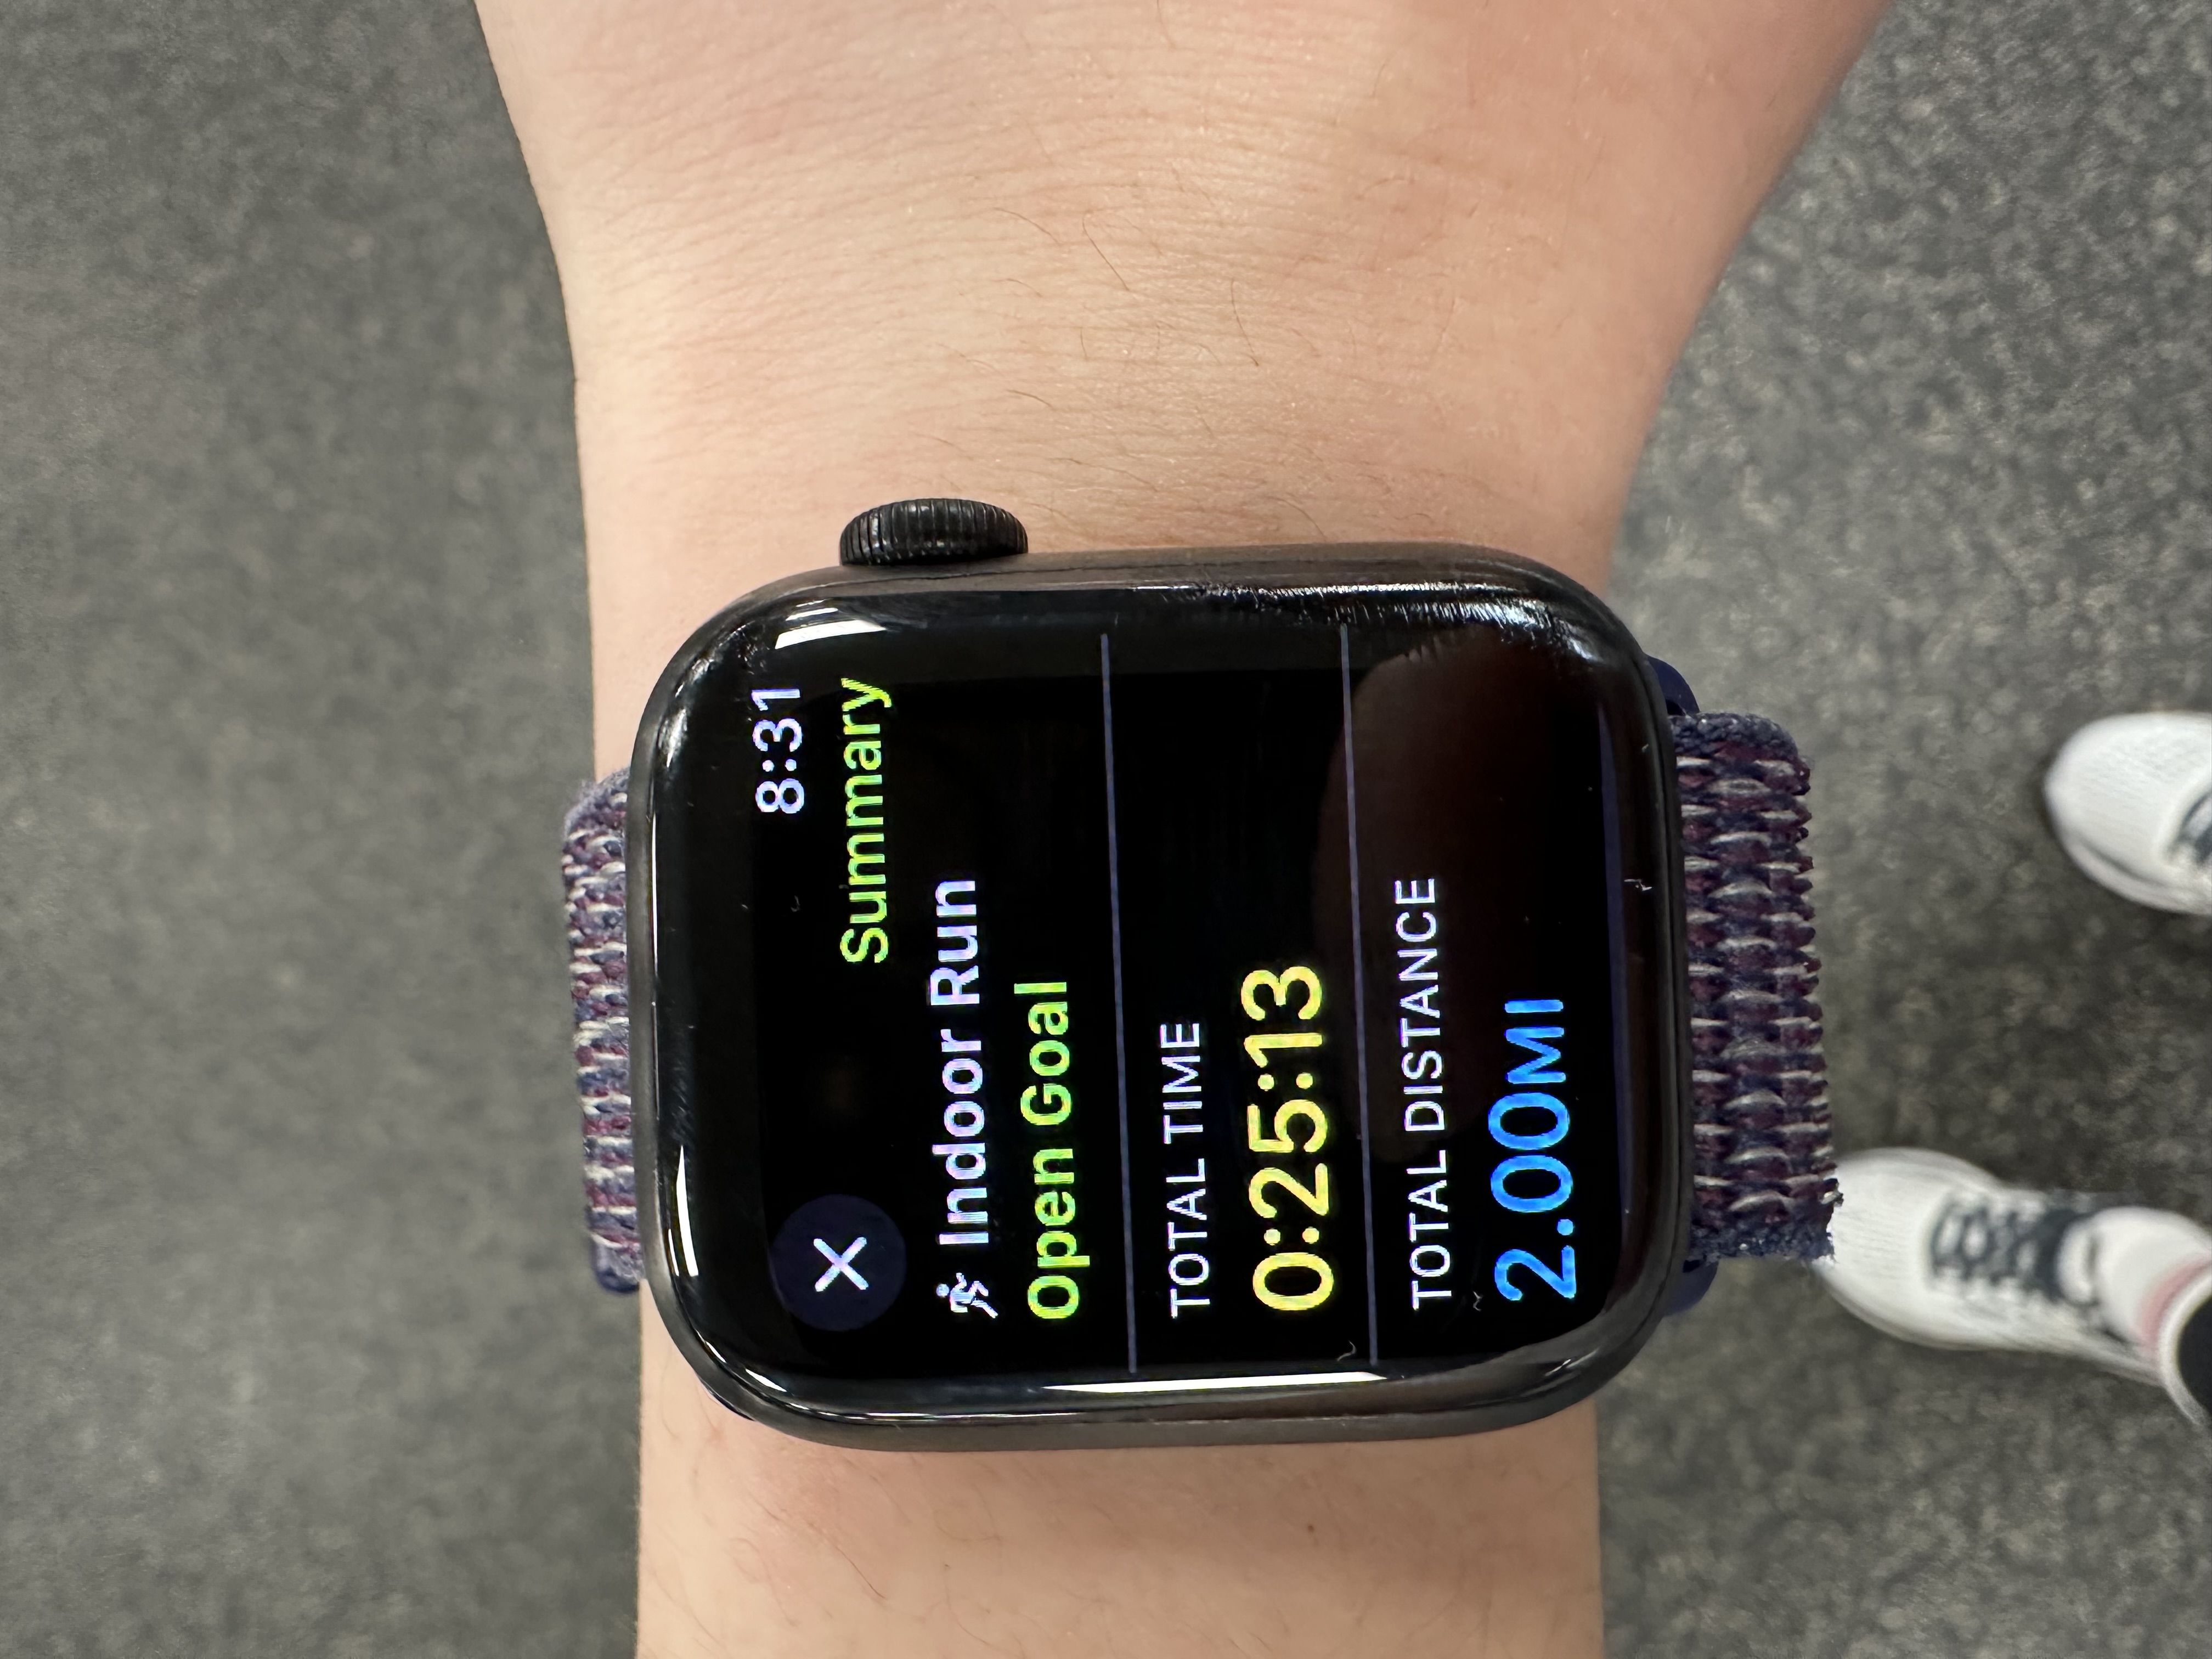 8:31
Summary
Indoor Run
Open Goal
TOTAL TIME
0:25:13
TOTAL DISTANCE
2.00MI